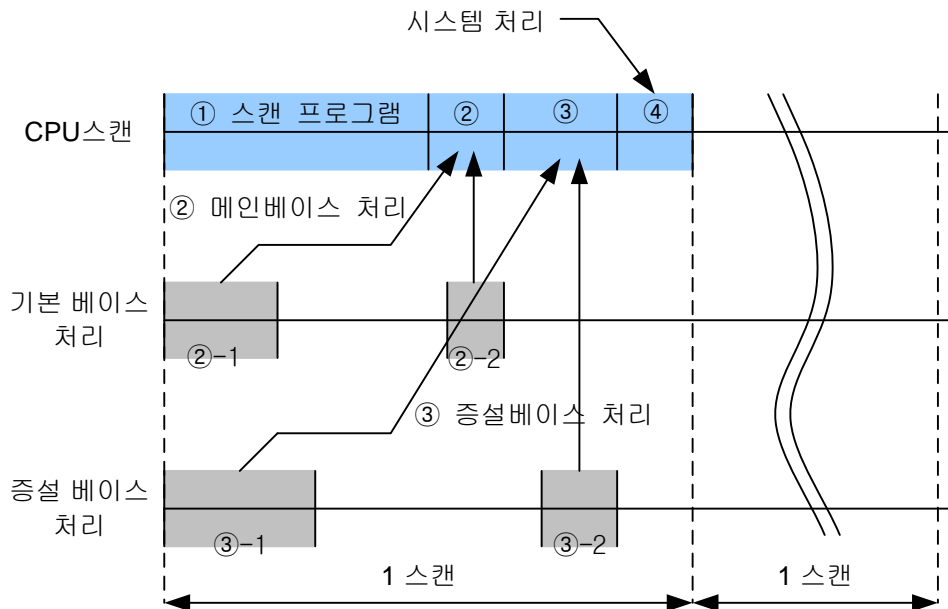 시스템 처리
① 스캔 프로그램 ② ③ ④
CPU스캔
② 메인베이스 처리
기본 베이스
처리
②-1 ②-2
③ 증설베이스 처리
증설 베이스
처리
③-1 ③-2
1 스캔 1 스캔